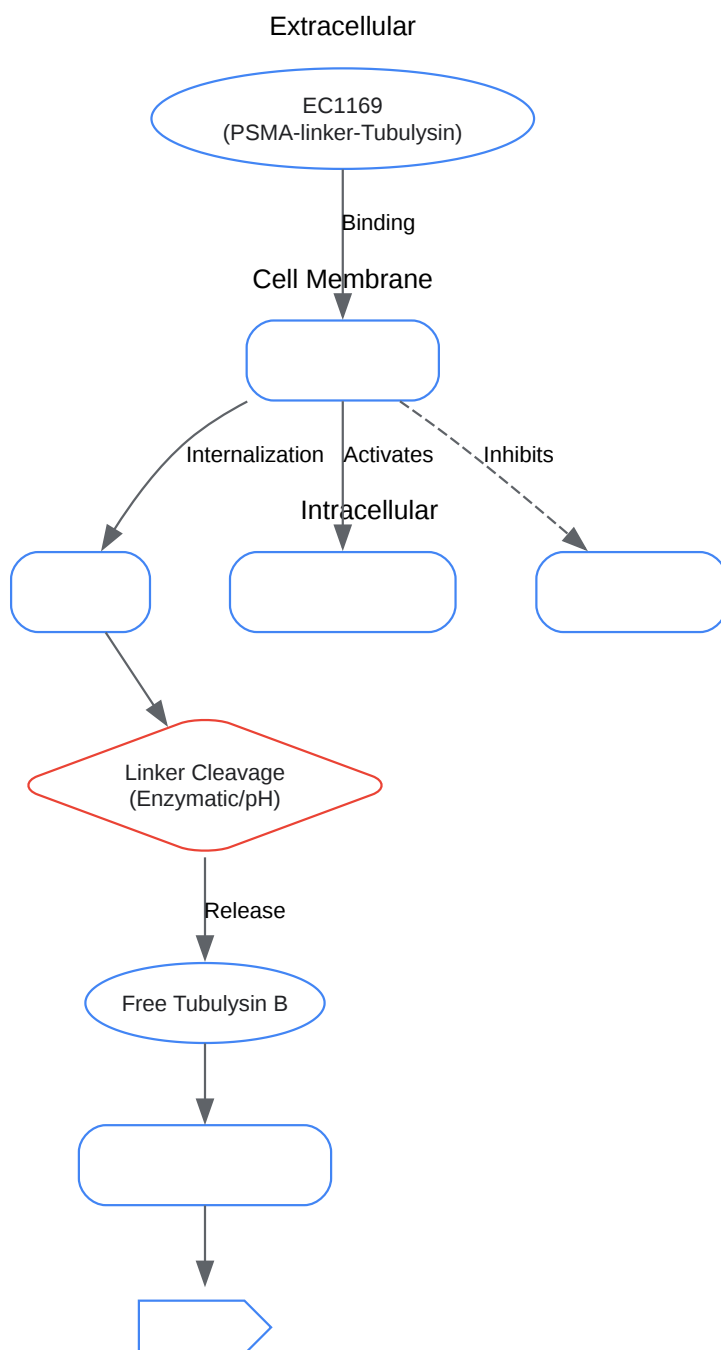 Extracellular
EC1169
(PSMA-linker-Tubulysin)
Binding
Cell Membrane
Internalization
Activates
Inhibits
Intracellular
Linker Cleavage
(Enzymatic/pH)
Release
Free Tubulysin B